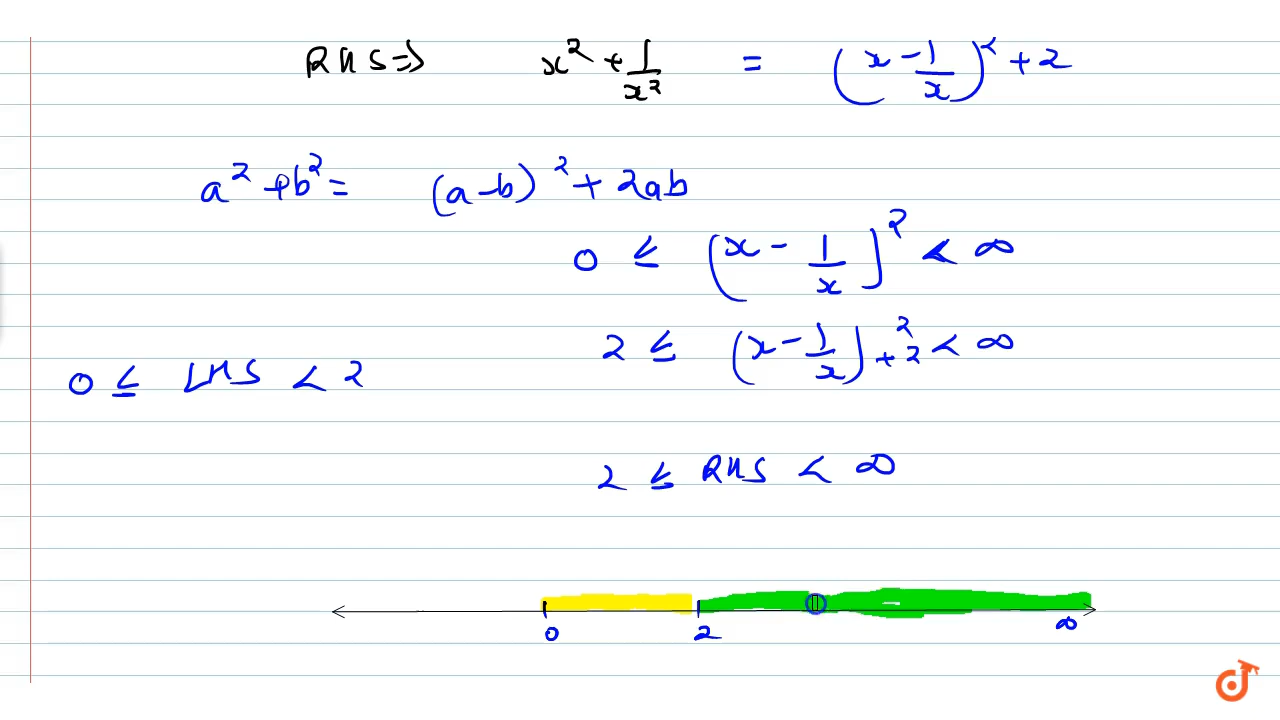 RHS ⇒ x² + 1/x² = (x - 1/x)² + 2
a² + b² = (a - b)² + 2ab
0 ≤ (x - 1/x)² < ∞
2 ≤ (x - 1/x)² + 2 < ∞
0 ≤ LHS < 2
2 ≤ RHS < ∞
0 2 ∞